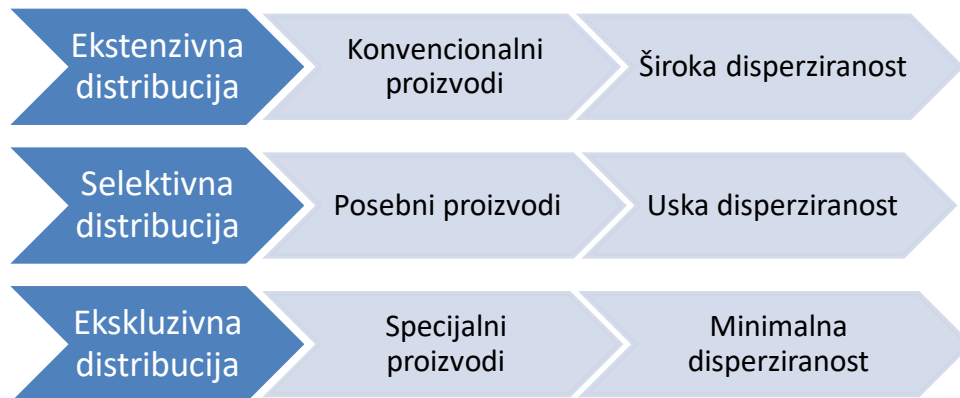 Ekstenzivna
distribucija
Konvencionalni
proizvodi
Široka disperziranost
Selektivna
distribucija
Posebni proizvodi
Uska disperziranost
Ekskluzivna
distribucija
Specijalni
proizvodi
Minimalna
disperziranost